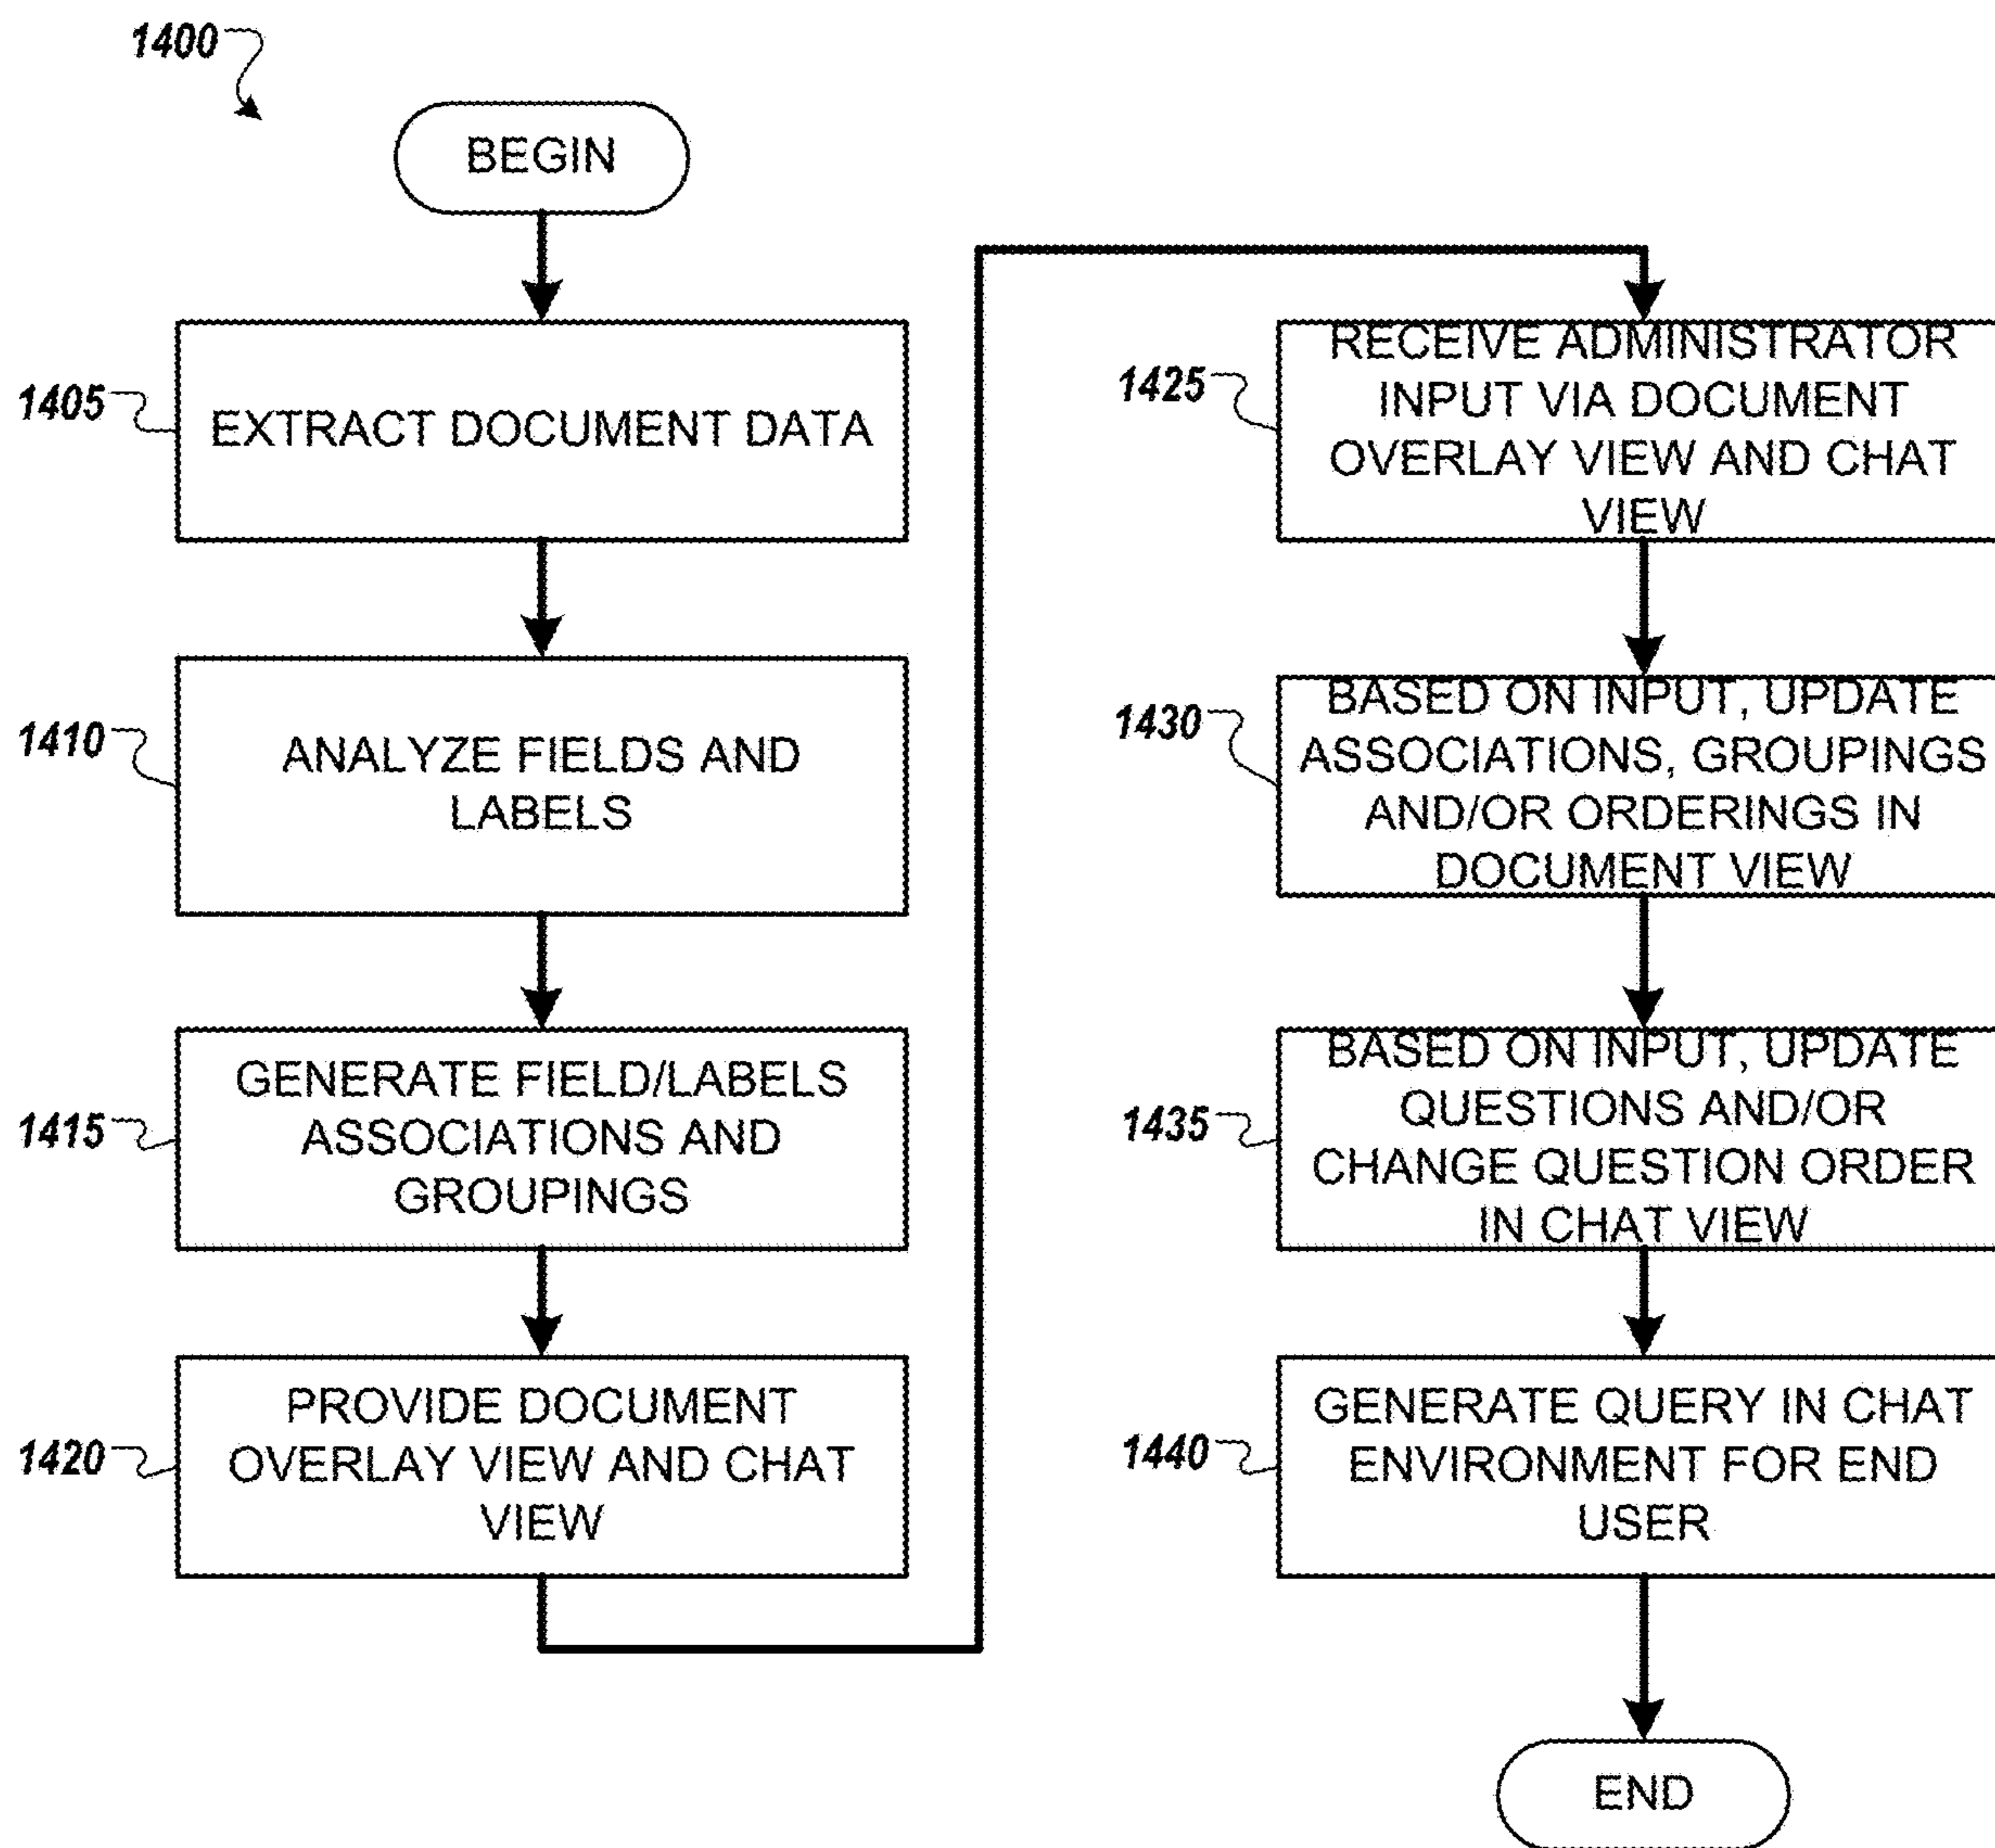 1400
BEGIN
1405
EXTRACT DOCUMENT DATA
1410
ANALYZE FIELDS AND
LABELS
1415
GENERATE FIELD/LABELS
ASSOCIATIONS AND
GROUPINGS
1420
PROVIDE DOCUMENT
OVERLAY VIEW AND CHAT
VIEW
1425
RECEIVE ADMINISTRATOR
INPUT VIA DOCUMENT
OVERLAY VIEW AND CHAT
VIEW
1430
BASED ON INPUT, UPDATE
ASSOCIATIONS, GROUPINGS
AND/OR ORDERINGS IN
DOCUMENT VIEW
1435
BASED ON INPUT, UPDATE
QUESTIONS AND/OR
CHANGE QUESTION ORDER
IN CHAT VIEW
1440
GENERATE QUERY IN CHAT
ENVIRONMENT FOR END
USER
END